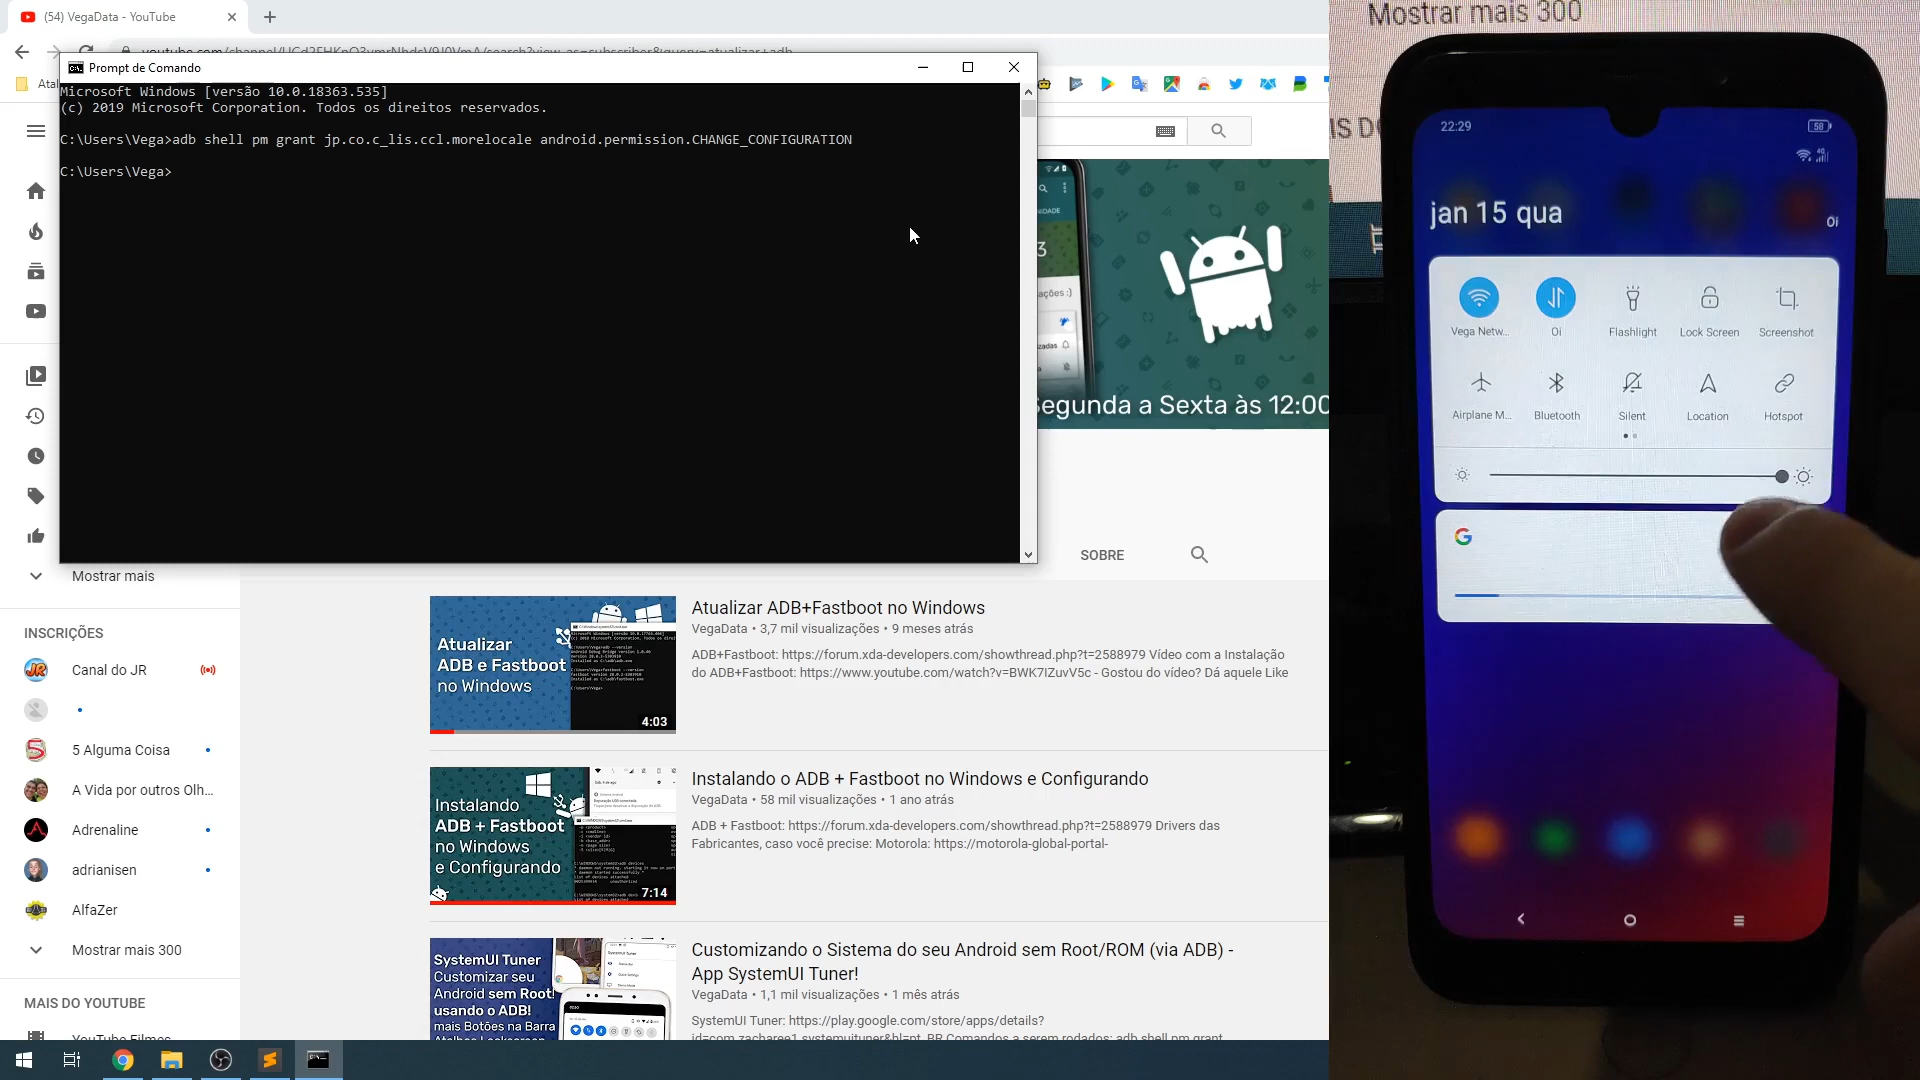 (54) VegaData - YouTube
Prompt de Comando
Microsoft Windows [versão 10.0.18363.535]
(c) 2019 Microsoft Corporation. Todos os direitos reservados.
C:\Users\Vega>adb shell pm grant jp.co.c_lis.ccl.morelocale android.permission.CHANGE_CONFIGURATION
C:\Users\Vega>
Segunda a Sexta às 12:00
SOBRE
Mostrar mais
INSCRIÇÕES
Canal do JR
5 Alguma Coisa
A Vida por outros Olh...
Adrenaline
adrianisen
AlfaZer
Mostrar mais 300
MAIS DO YOUTUBE
YouTube Filmes
Atualizar
ADB e Fastboot
no Windows
4:03
Atualizar ADB+Fastboot no Windows
VegaData • 3,7 mil visualizações • 9 meses atrás
ADB+Fastboot: https://forum.xda-developers.com/showthread.php?t=2588979 Vídeo com a Instalação
do ADB+Fastboot: https://www.youtube.com/watch?v=BWK7IZuvV5c - Gostou do vídeo? Dá aquele Like
Instalando
ADB + Fastboot
no Windows
e Configurando
7:14
Instalando o ADB + Fastboot no Windows e Configurando
VegaData • 58 mil visualizações • 1 ano atrás
ADB + Fastboot: https://forum.xda-developers.com/showthread.php?t=2588979 Drivers das
Fabricantes, caso você precise: Motorola: https://motorola-global-portal-
SystemUI Tuner
Customizar seu
Android sem Root!
usando o ADB!
mais Botões na Barra
Customizando o Sistema do seu Android sem Root/ROM (via ADB) -
App SystemUI Tuner!
VegaData • 1,1 mil visualizações • 1 mês atrás
SystemUI Tuner: https://play.google.com/store/apps/details?
Mostrar mais 300
22:29
58
jan 15 qua
Oi
Vega Netw...
Oi
Flashlight
Lock Screen
Screenshot
Airplane M...
Bluetooth
Silent
Location
Hotspot